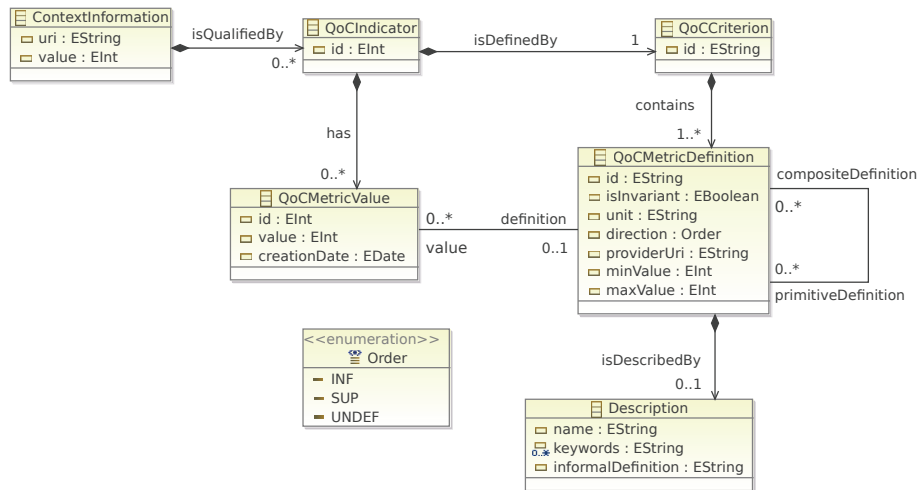 ContextInformation
uri : EString
value : EInt
isQualifiedBy
0..*
QoCIndicator
id : EInt
isDefinedBy
1
QoCCriterion
id : EString
has
0..*
contains
1..*
QoCMetricValue
id : EInt
value : EInt
creationDate : EDate
0..*
value
definition
0..1
QoCMetricDefinition
id : EString
isInvariant : EBoolean
unit : EString
direction : Order
providerUri : EString
minValue : EInt
maxValue : EInt
compositeDefinition
0..*
0..*
primitiveDefinition
<<enumeration>>
Order
INF
SUP
UNDEF
isDescribedBy
0..1
Description
name : EString
0..* keywords : EString
informalDefinition : EString